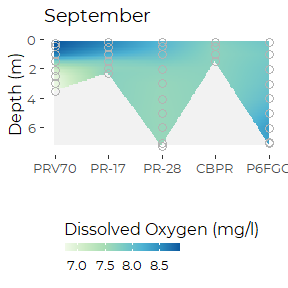 September
Depth (m)
0
2
4
6
PRV70 PR-17 PR-28 CBPR P6FGC
Dissolved Oxygen (mg/l)
7.0 7.5 8.0 8.5